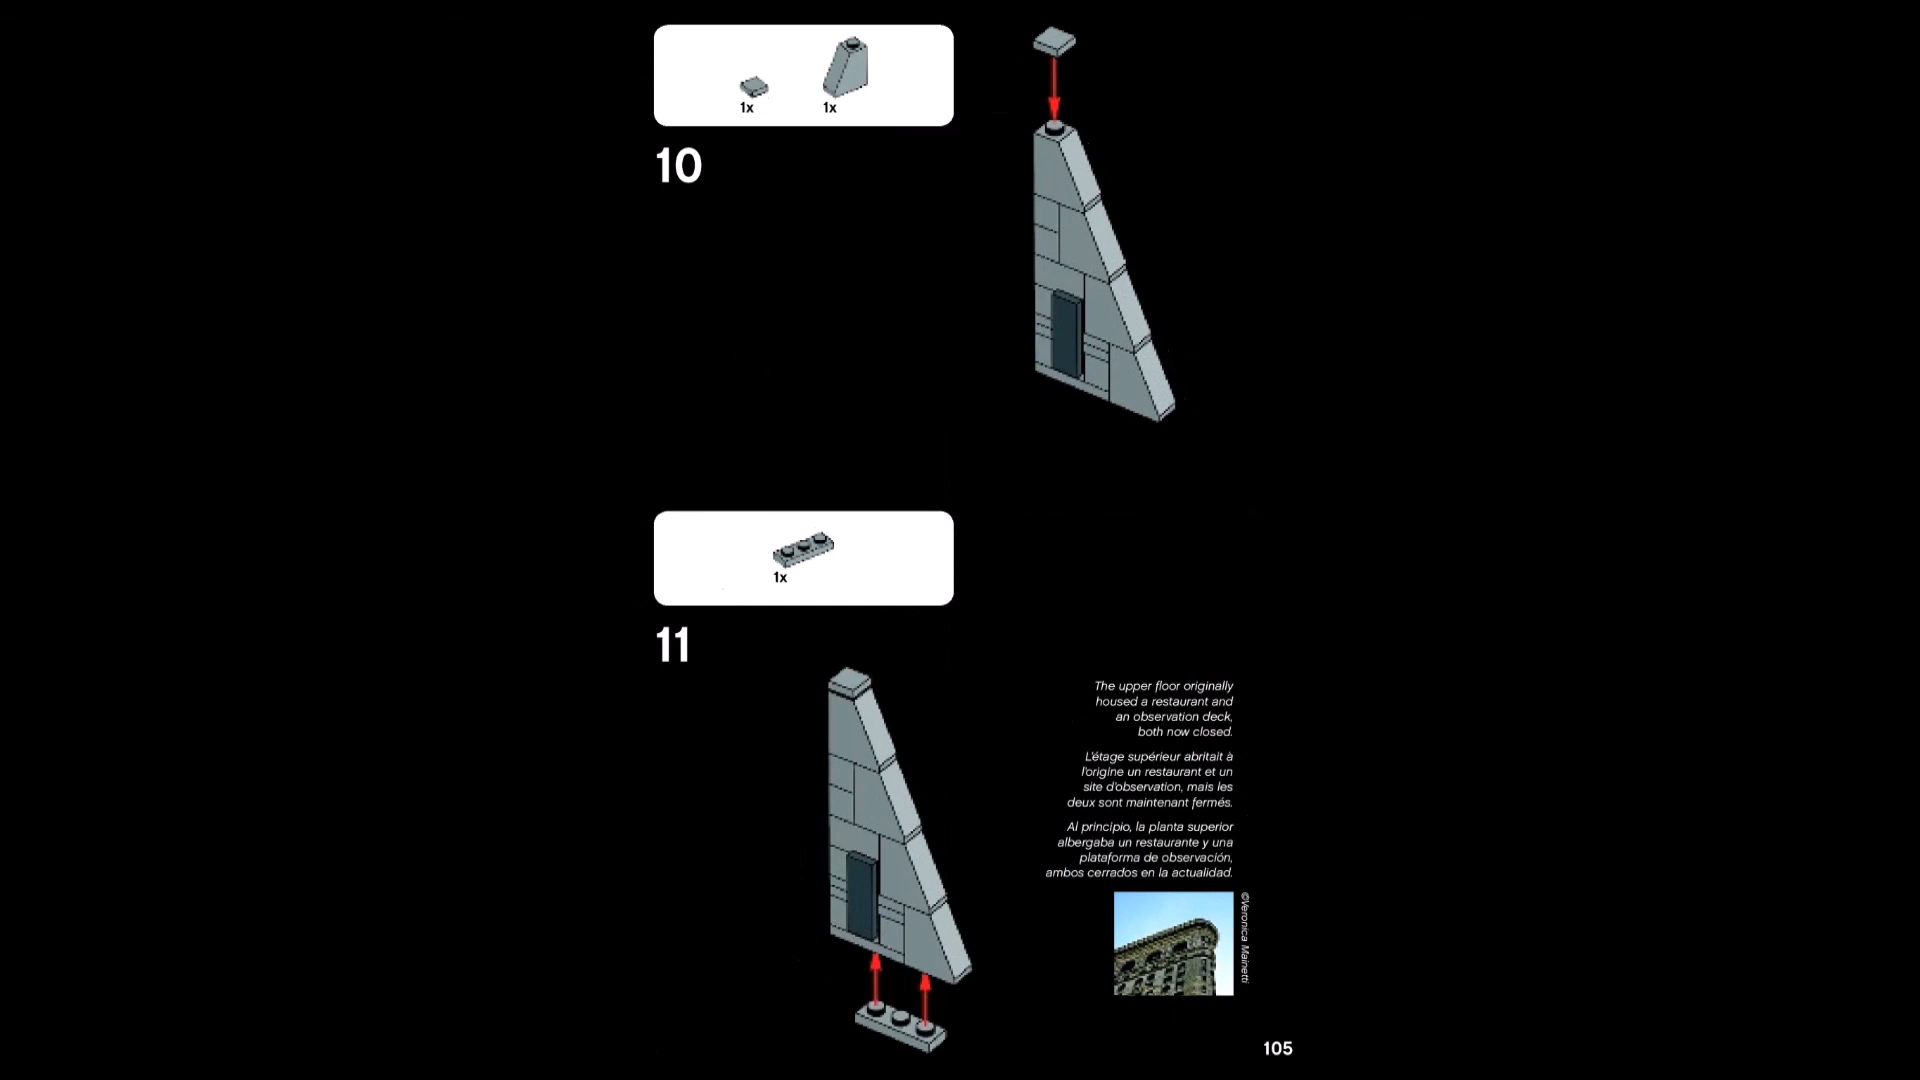 1x 1x
10
1x
11
The upper floor originally
housed a restaurant and
an observation deck,
both now closed.
L'étage supérieur abritait à
l'origine un restaurant et un
site d'observation, mais les
deux sont maintenant fermés.
Al principio, la planta superior
albergaba un restaurante y una
plataforma de observación,
ambos cerrados en la actualidad.
©Veronica Mainetti
105